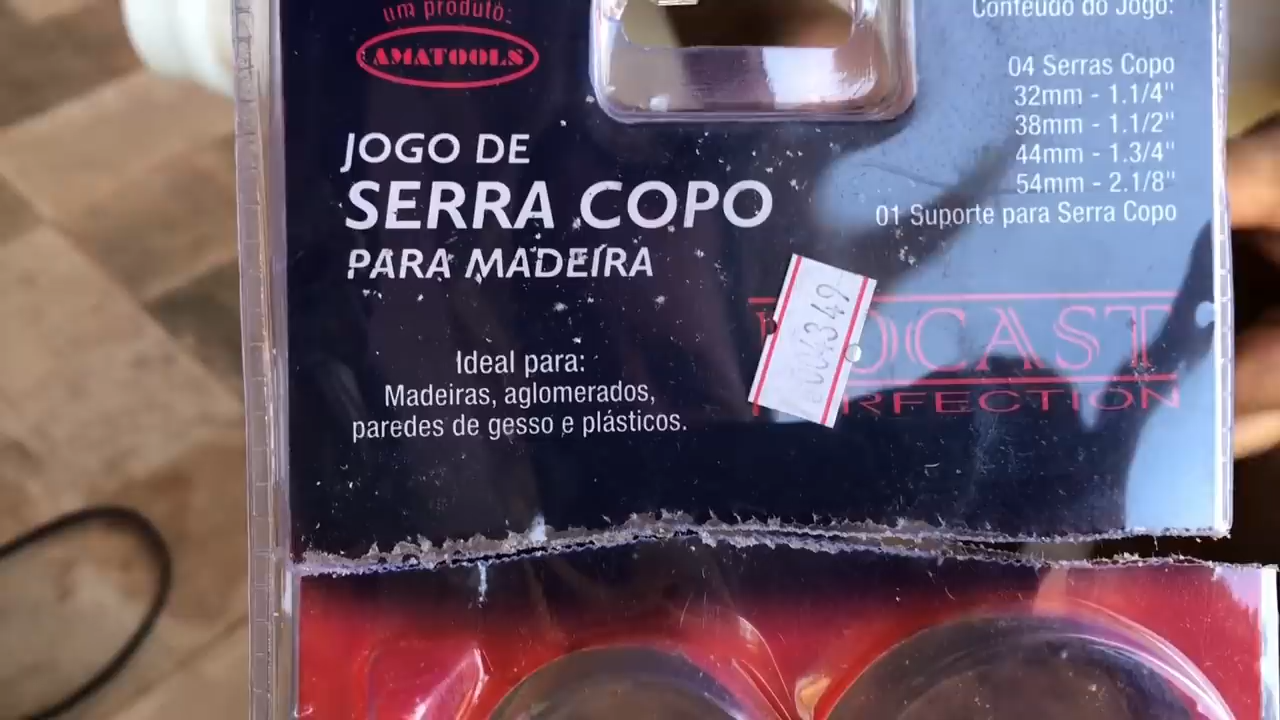 um produto:
AMATOOLS
JOGO DE
SERRA COPO
PARA MADEIRA
Ideal para:
Madeiras, aglomerados,
paredes de gesso e plásticos.
Conteúdo do Jogo:
04 Serras Copo
32mm - 1.1/4"
38mm - 1.1/2"
44mm - 1.3/4"
54mm - 2.1/8"
01 Suporte para Serra Copo